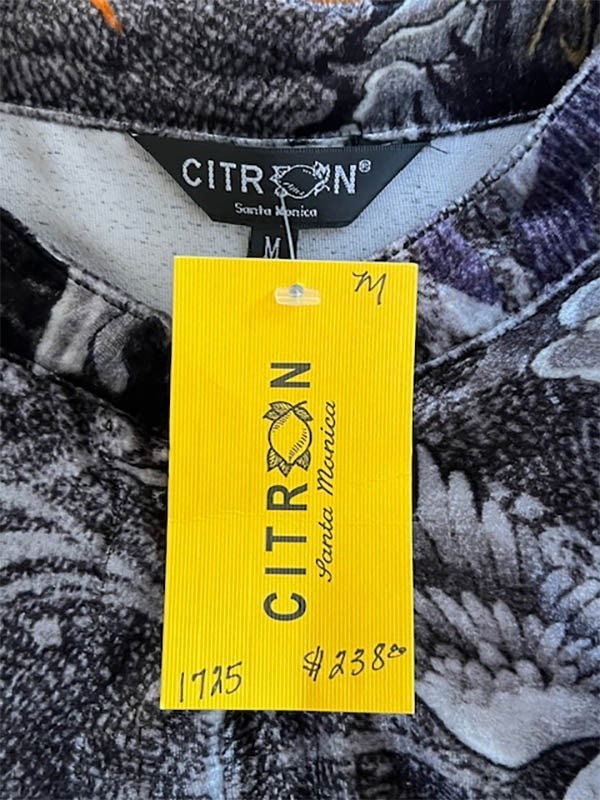 CITRON®
Santa Monica
M
M
CITRON
Santa Monica
1725
$238⁰⁰